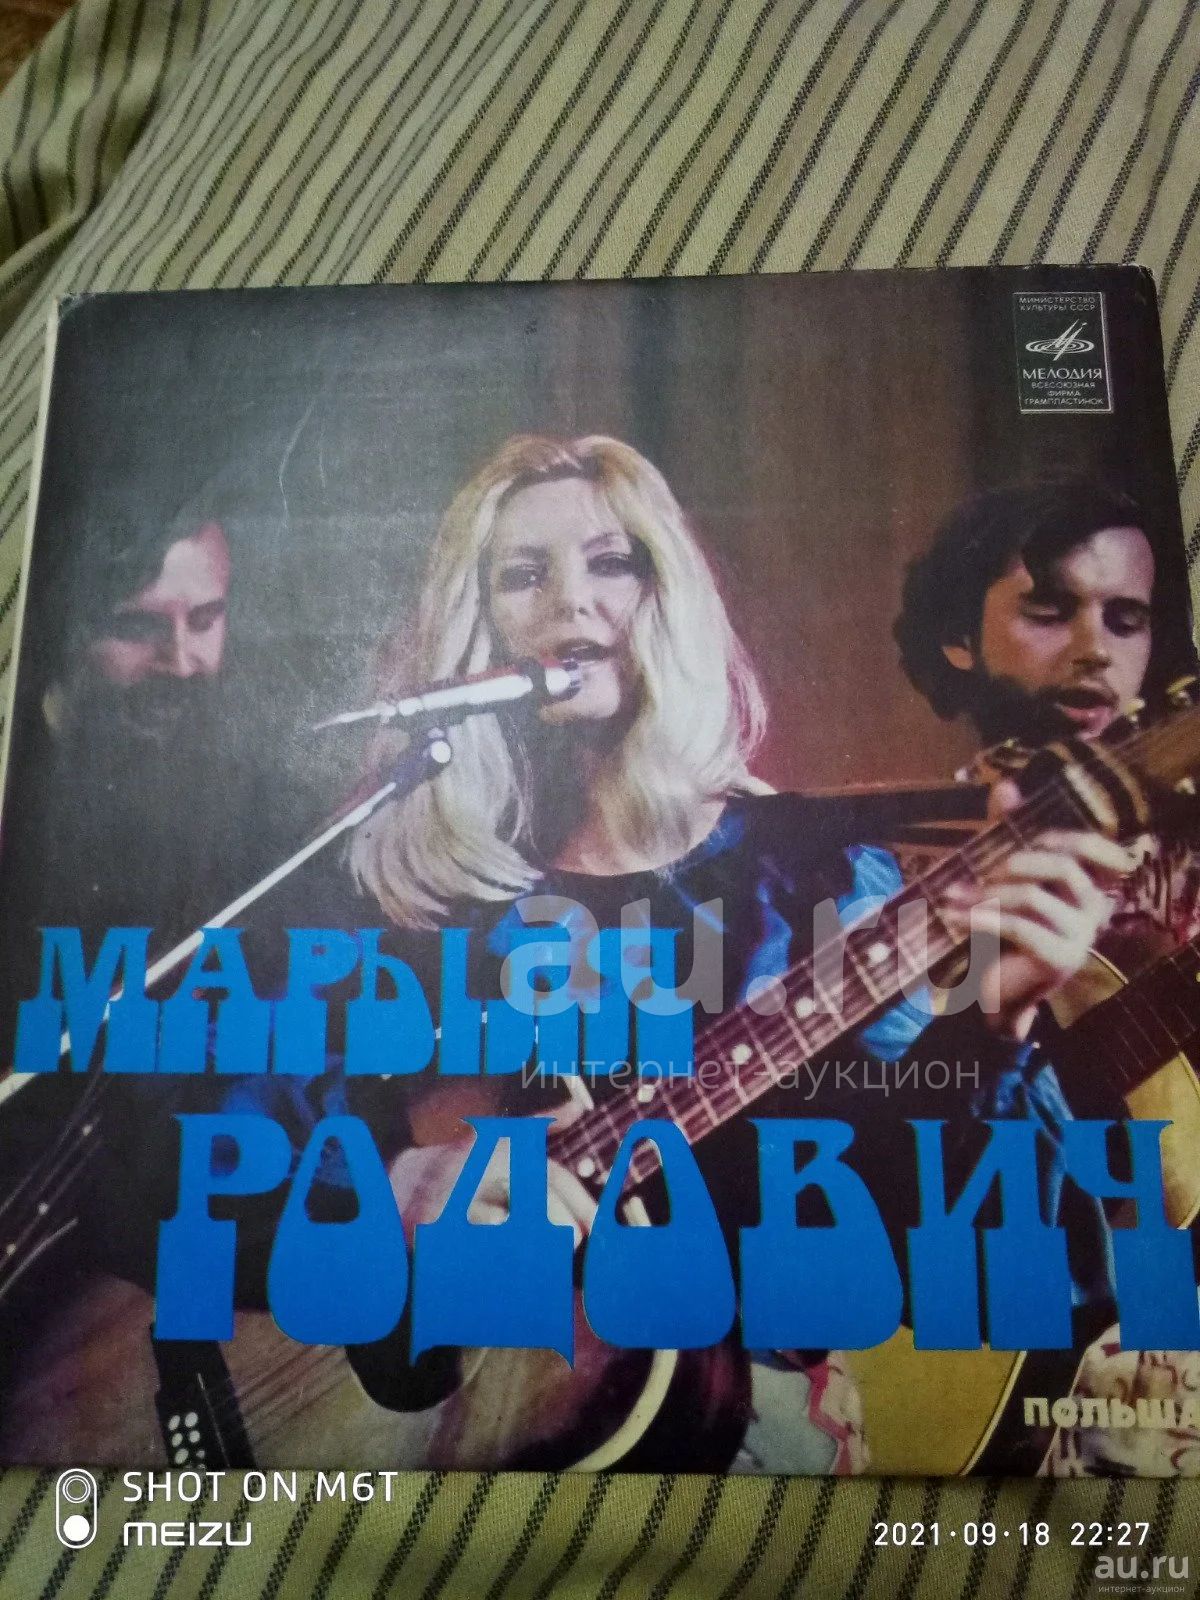 МИНИСТЕРСТВО
КУЛЬТУРЫ СССР
МЕЛОДИЯ
ВСЕСОЮЗНАЯ
ФИРМА
ГРАМПЛАСТИНОК
МАРЫЛЯ
au.ru
интернет-аукцион
РОДОВИЧ
ПОЛЬША
SHOT ON M6T
MEIZU
2021·09·18 22:27
au.ru
интернет-аукцион